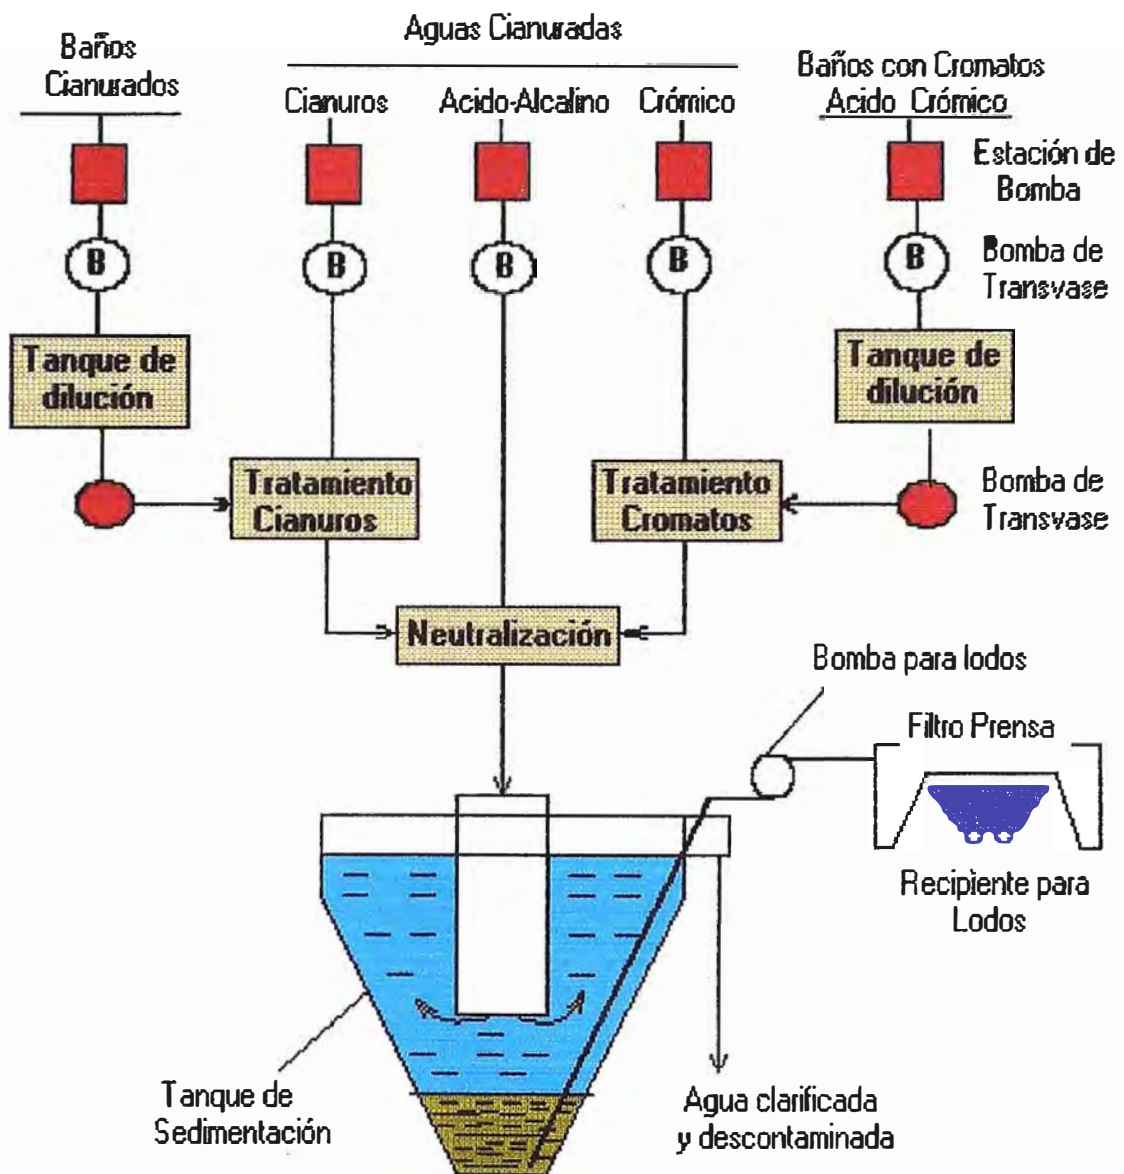 Aguas Cianuradas
Baños
Cianurados
Cianuros
Acido-Alcalino
Crómico
Baños con Cromatos
Acido Crómico
Estación de
Bomba
B
B
B
B
B
Bomba de
Transvase
Tanque de
dilución
Tanque de
dilución
Tratamiento
Cianuros
Tratamiento
Cromatos
Bomba de
Transvase
Neutralización
Bomba para lodos
Filtro Prensa
Recipiente para
Lodos
Tanque de
Sedimentación
Agua clarificada
y descontaminada